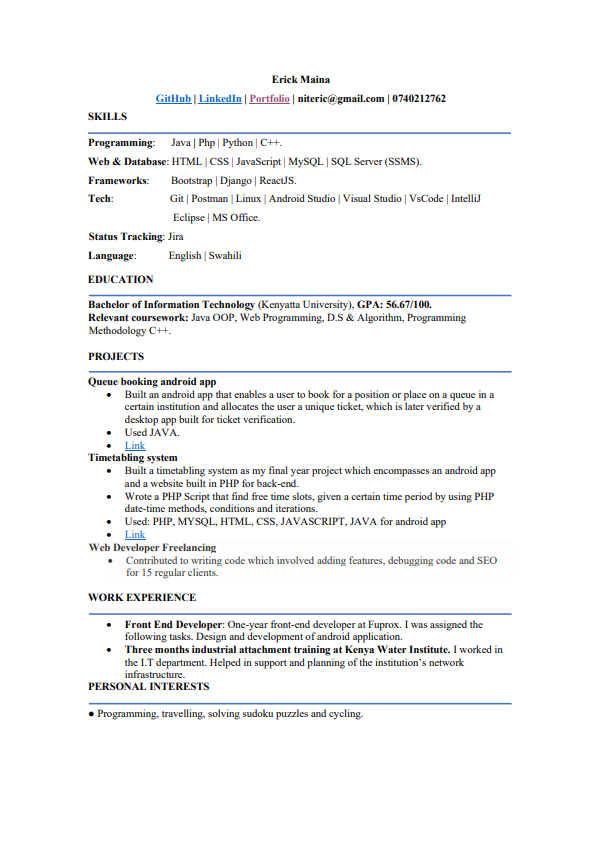 Erick Maina
GitHub | LinkedIn | Portfolio | niteric@gmail.com | 0740212762
SKILLS
Programming: Java | Php | Python | C++.
Web & Database: HTML | CSS | JavaScript | MySQL | SQL Server (SSMS).
Frameworks: Bootstrap | Django | ReactJS.
Tech: Git | Postman | Linux | Android Studio | Visual Studio | VsCode | IntelliJ
Eclipse | MS Office.
Status Tracking: Jira
Language: English | Swahili
EDUCATION
Bachelor of Information Technology (Kenyatta University), GPA: 56.67/100.
Relevant coursework: Java OOP, Web Programming, D.S & Algorithm, Programming
Methodology C++.
PROJECTS
Queue booking android app
• Built an android app that enables a user to book for a position or place on a queue in a
certain institution and allocates the user a unique ticket, which is later verified by a
desktop app built for ticket verification.
• Used JAVA.
• Link
Timetabling system
• Built a timetabling system as my final year project which encompasses an android app
and a website built in PHP for back-end.
• Wrote a PHP Script that find free time slots, given a certain time period by using PHP
date-time methods, conditions and iterations.
• Used: PHP, MYSQL, HTML, CSS, JAVASCRIPT, JAVA for android app
• Link
Web Developer Freelancing
• Contributed to writing code which involved adding features, debugging code and SEO
for 15 regular clients.
WORK EXPERIENCE
• Front End Developer: One-year front-end developer at Fuprox. I was assigned the
following tasks. Design and development of android application.
• Three months industrial attachment training at Kenya Water Institute. I worked in
the I.T department. Helped in support and planning of the institution’s network
infrastructure.
PERSONAL INTERESTS
● Programming, travelling, solving sudoku puzzles and cycling.